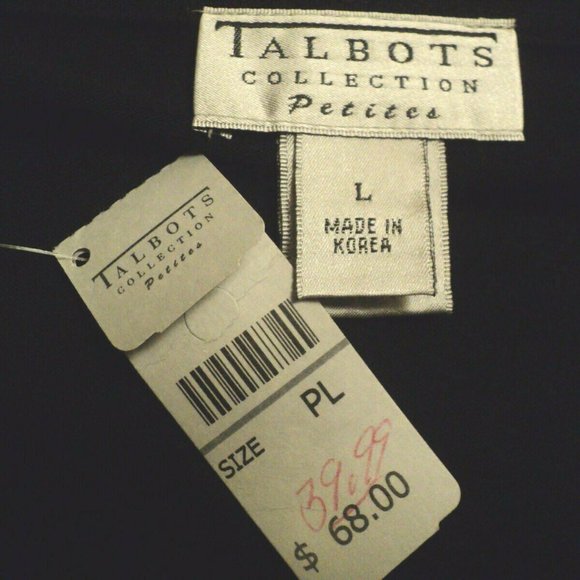 TALBOTS
COLLECTION
Petites
L
MADE IN
KOREA
TALBOTS
COLLECTION
Petites
SIZE PL
39.99
$ 68.00